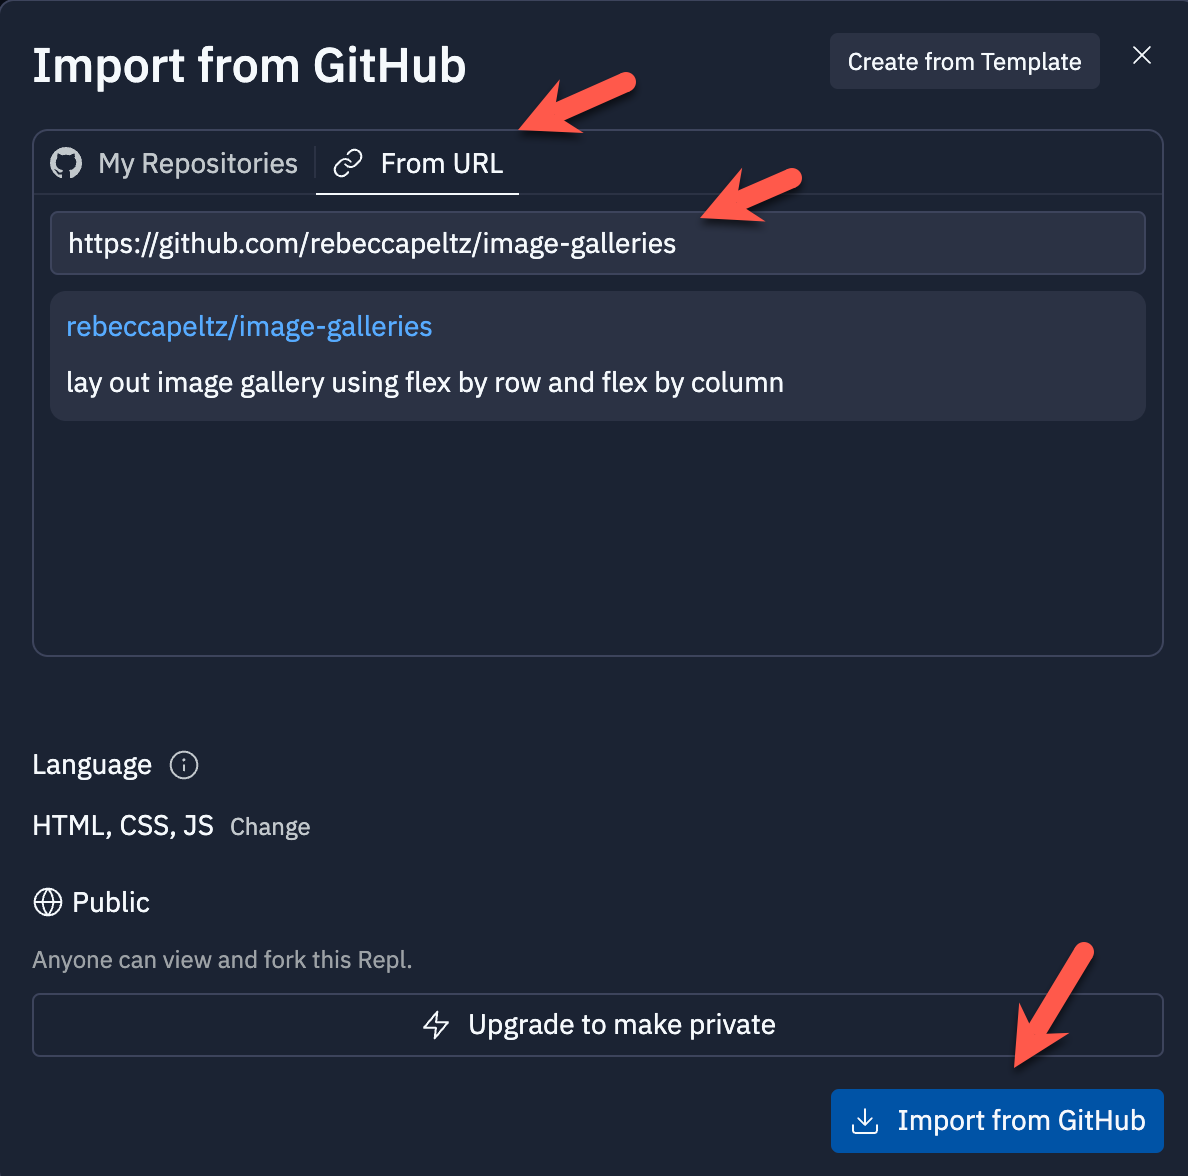 Import from GitHub
Create from Template
My Repositories
From URL
https://github.com/rebeccapeltz/image-galleries
rebeccapeltz/image-galleries
lay out image gallery using flex by row and flex by column
Language
HTML, CSS, JS Change
Public
Anyone can view and fork this Repl.
Upgrade to make private
Import from GitHub